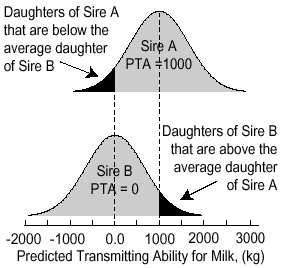 Daughters of Sire A
that are below the
average daughter
of Sire B
Sire A
PTA =1000
Daughters of Sire B
that are above the
average daughter
of Sire A
Sire B
PTA = 0
-2000 -1000 0.0 1000 2000 3000
Predicted Transmitting Ability for Milk, (kg)